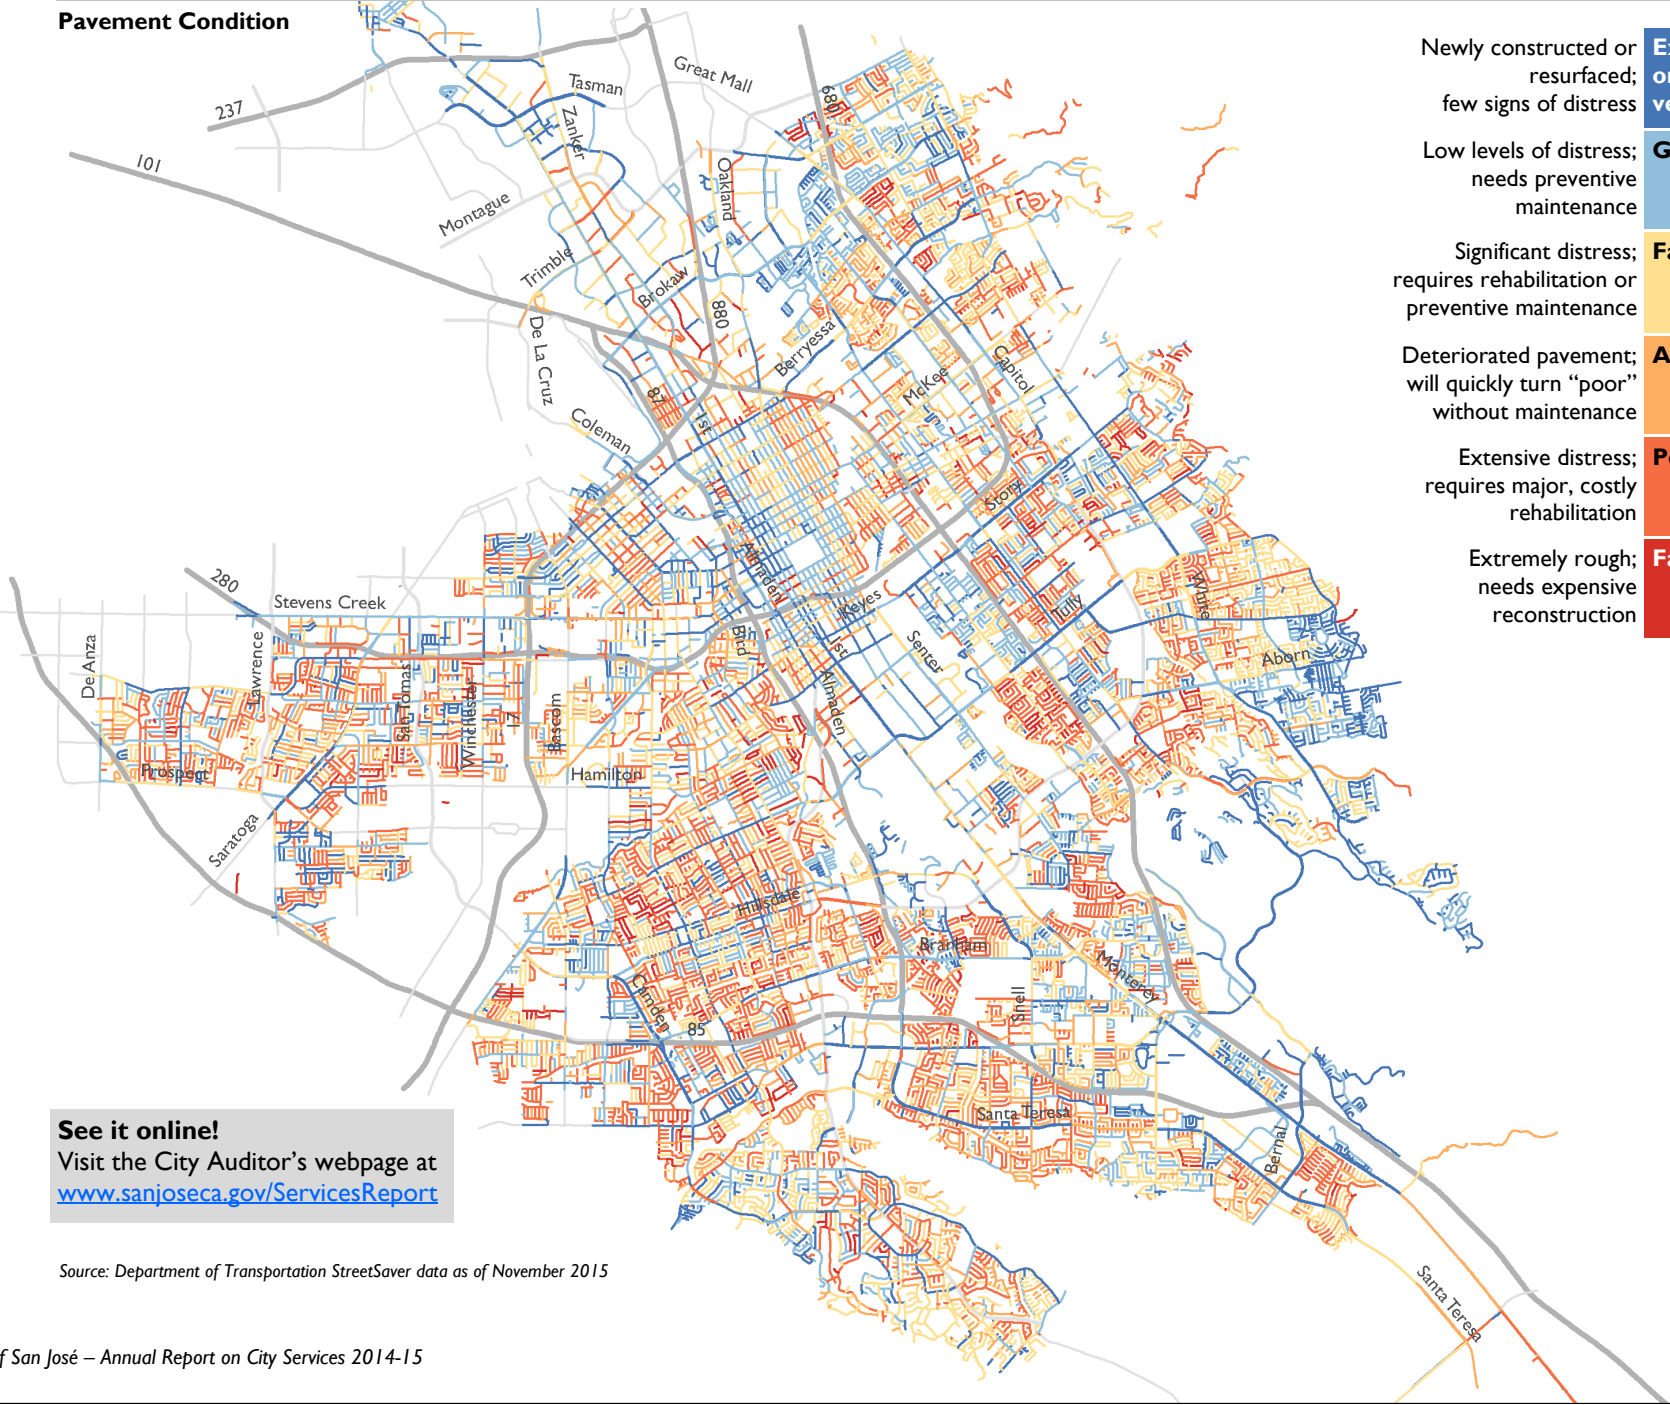 Pavement Condition
237
101
Tasman
Great Mall
Zanker
680
Oakland
Montague
Trimble
Brokaw
880
De La Cruz
Berryessa
Capitol
McKee
87
1st
Coleman
Story
280
Stevens Creek
Almaden
Keyes
Tully
White
De Anza
Lawrence
San Tomas
Winchester
17
Bascom
Bird
1st
Almaden
Senter
Aborn
Prospect
Hamilton
Saratoga
Hillsdale
Branham
Camden
85
Snell
Monterey
Santa Teresa
Bernal
Santa Teresa
Newly constructed or
resurfaced;
few signs of distress
Low levels of distress;
needs preventive
maintenance
Significant distress;
requires rehabilitation or
preventive maintenance
Deteriorated pavement;
will quickly turn “poor”
without maintenance
Extensive distress;
requires major, costly
rehabilitation
Extremely rough;
needs expensive
reconstruction
See it online!
Visit the City Auditor’s webpage at
www.sanjoseca.gov/ServicesReport
Source: Department of Transportation StreetSaver data as of November 2015
San José – Annual Report on City Services 2014-15